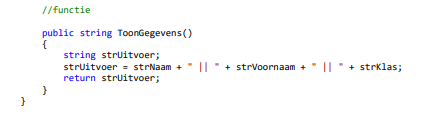 //functie
public string ToonGegevens()
{
string strUitvoer;
strUitvoer = strNaam + " || " + strVoornaam + " || " + strKlas;
return strUitvoer;
}
}